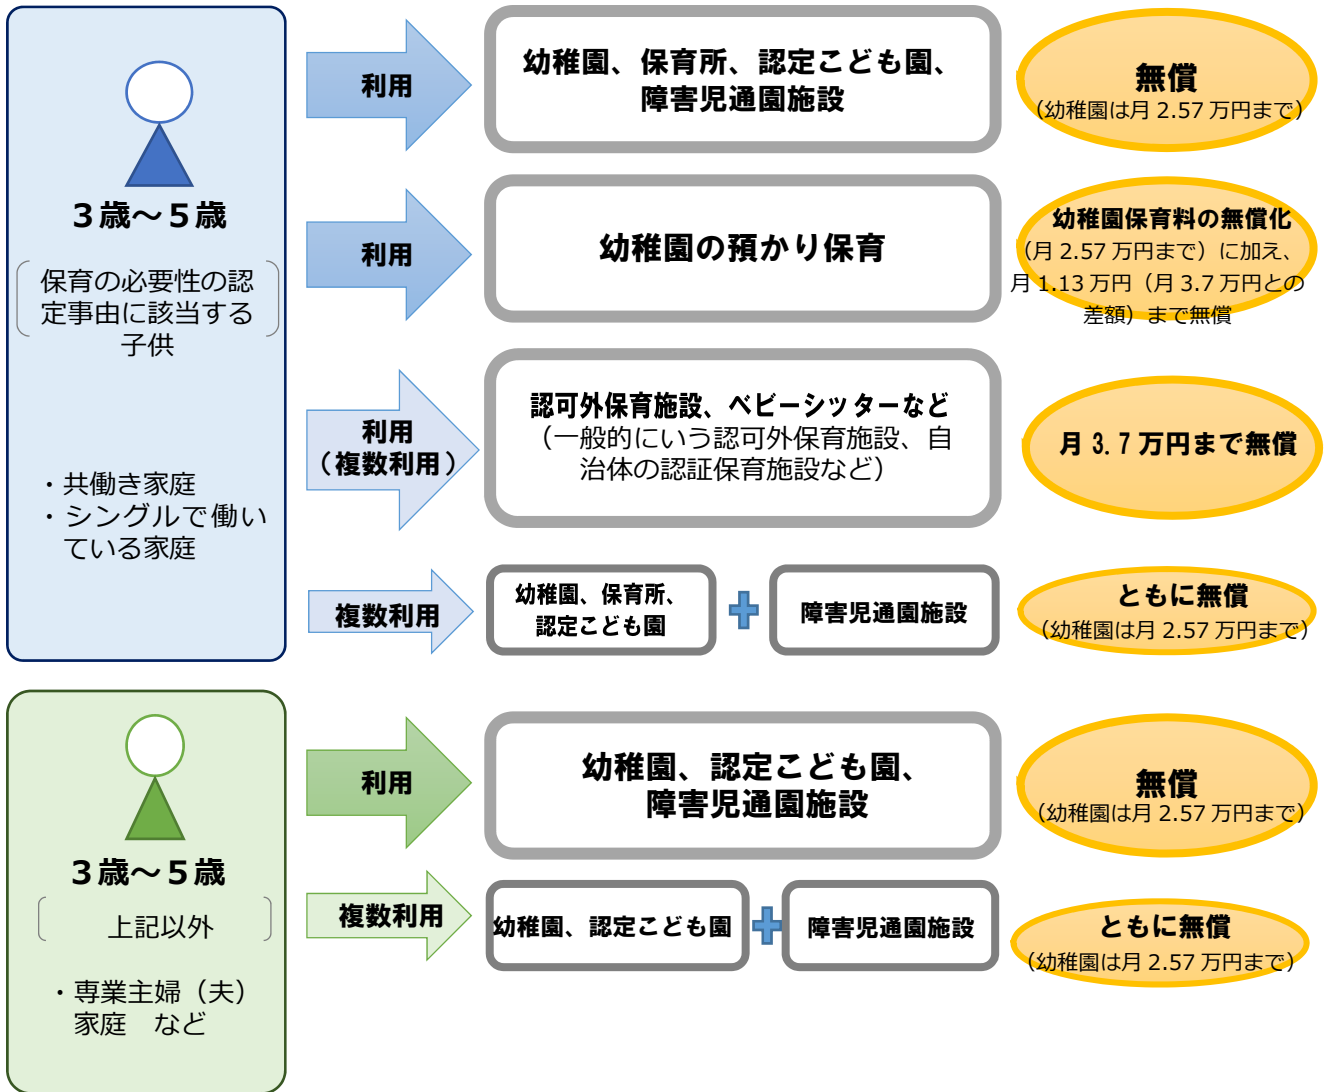 ３歳～５歳
保育の必要性の認
定事由に該当する
子供
・共働き家庭
・シングルで働い
ている家庭
利用
幼稚園、保育所、認定こども園、
障害児通園施設
無償
（幼稚園は月 2.57 万円まで）
利用
幼稚園の預かり保育
幼稚園保育料の無償化
（月 2.57 万円まで）に加え、
月 1.13 万円（月 3.7 万円との
差額）まで無償
利用
（複数利用）
認可外保育施設、ベビーシッターなど
（一般的にいう認可外保育施設、自
治体の認証保育施設など）
月 3.7 万円まで無償
複数利用
幼稚園、保育所、
認定こども園
障害児通園施設
ともに無償
（幼稚園は月 2.57 万円まで）
３歳～５歳
上記以外
・専業主婦（夫）
家庭　など
利用
幼稚園、認定こども園、
障害児通園施設
無償
（幼稚園は月 2.57 万円まで）
複数利用
幼稚園、認定こども園
障害児通園施設
ともに無償
（幼稚園は月 2.57 万円まで）